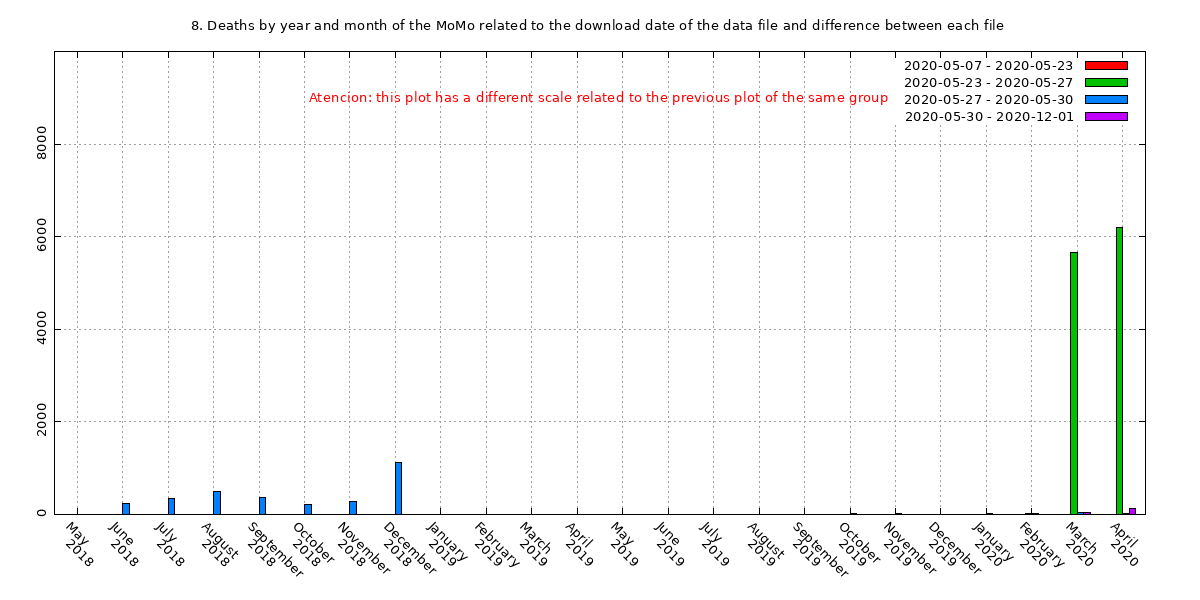 8. Deaths by year and month of the MoMo related to the download date of the data file and difference between each file
2020-05-07 - 2020-05-23
2020-05-23 - 2020-05-27
Atencion: this plot has a different scale related to the previous plot of the same group
2020-05-27 - 2020-05-30
2020-05-30 - 2020-12-01
8000
6000
4000
2000
0
May
2018
June
2018
July
2018
August
2018
September
2018
October
2018
November
2018
December
2018
January
2019
February
2019
March
2019
April
2019
May
2019
June
2019
July
2019
August
2019
September
2019
October
2019
November
2019
December
2019
January
2020
February
2020
March
2020
April
2020